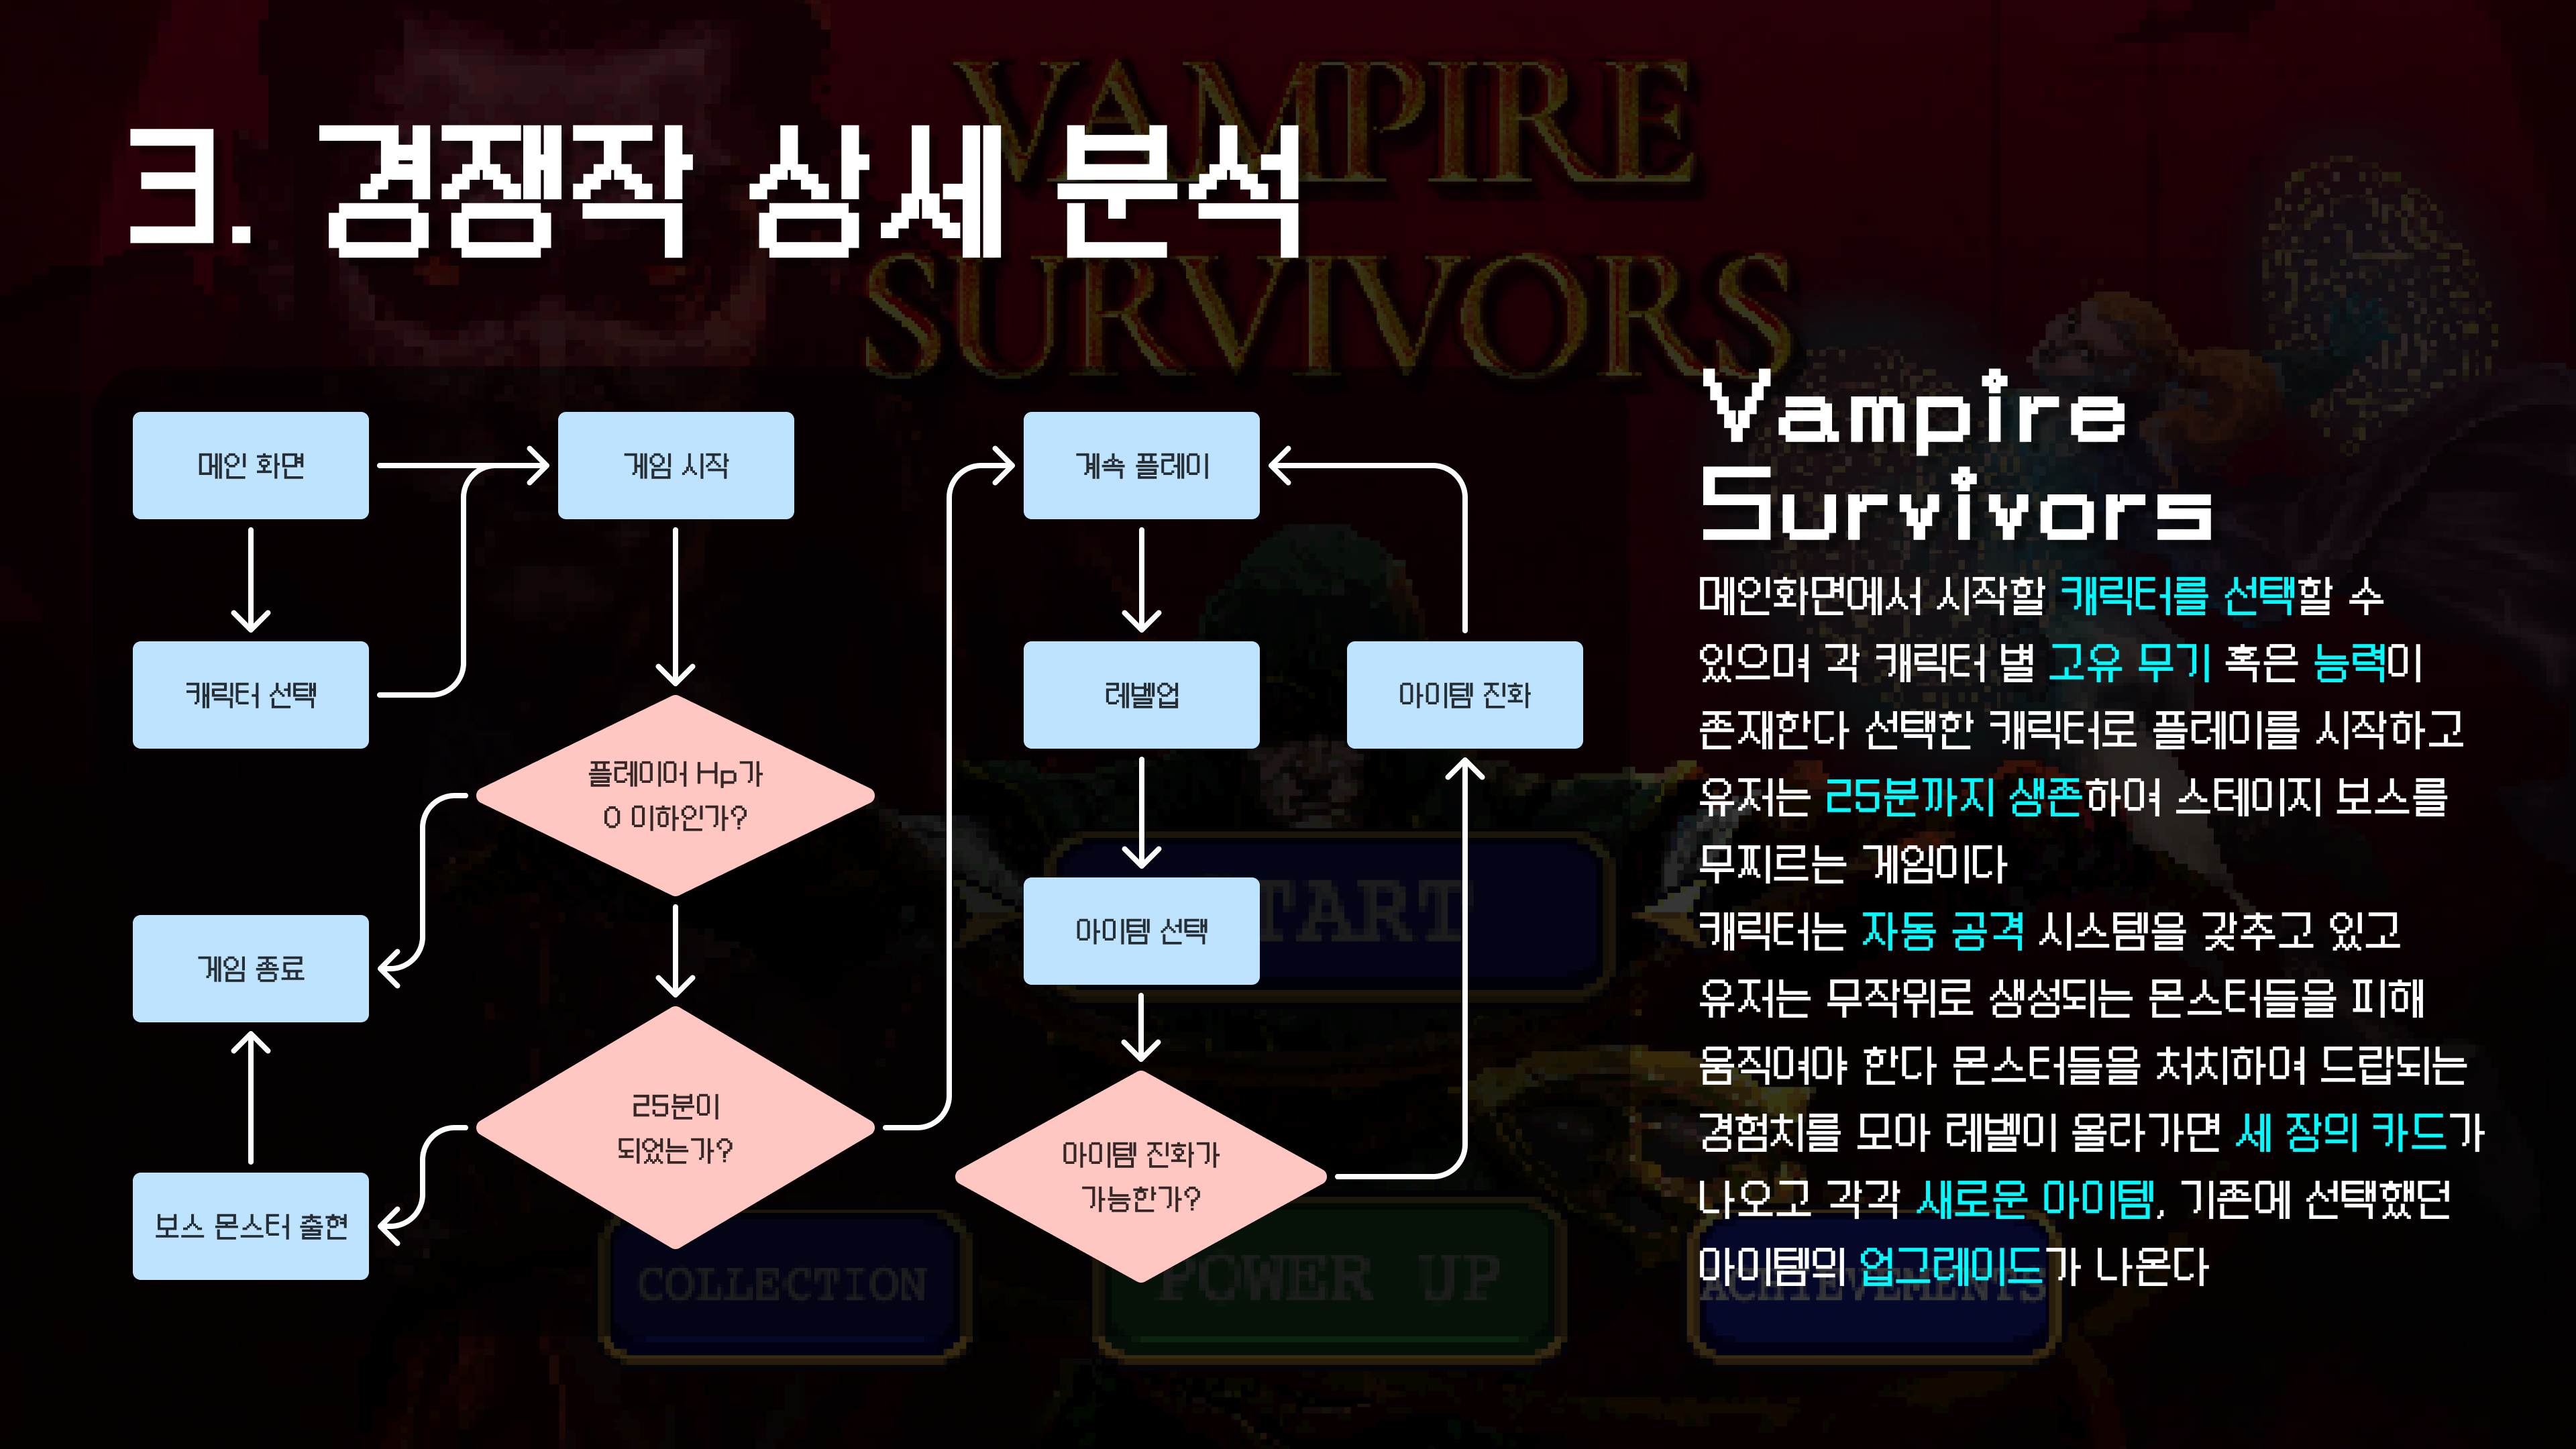 VAMPIRE
SURVIVORS
3. 경쟁작 상세 분석
메인 화면
게임 시작
계속 플레이
캐릭터 선택
레벨업
아이템 진화
플레이어 Hp가
0 이하인가?
아이템 선택
게임 종료
25분이
되었는가?
아이템 진화가
가능한가?
보스 몬스터 출현
TART
COLLECTION
POWER UP
ACHIEVEMENTS
Vampire
Survivors
메인화면에서 시작할 캐릭터를 선택할 수
있으며 각 캐릭터 별 고유 무기 혹은 능력이
존재한다 선택한 캐릭터로 플레이를 시작하고
유저는 25분까지 생존하며 스테이지 보스를
무찌르는 게임이다
캐릭터는 자동 공격 시스템을 갖추고 있고
유저는 무작위로 생성되는 몬스터들을 피해
움직여야 한다 몬스터들을 처치하며 드랍되는
경험치를 모아 레벨이 올라가면 세 장의 카드가
나오고 각각 새로운 아이템, 기존에 선택했던
아이템의 업그레이드가 나온다